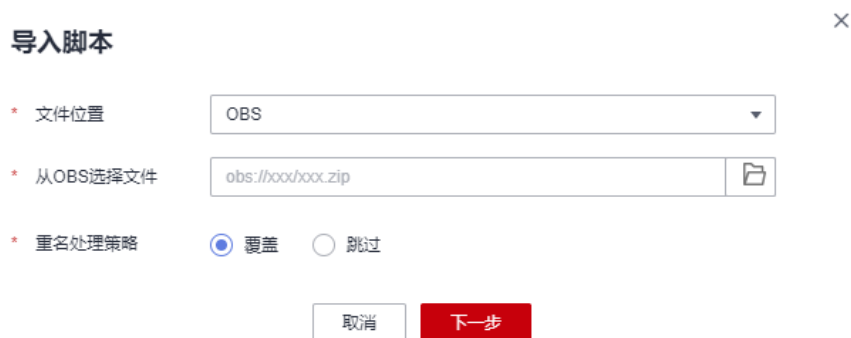 导入脚本
* 文件位置 OBS
* 从OBS选择文件 obs://xxx/xxx.zip
* 重名处理策略 覆盖 跳过
取消 下一步